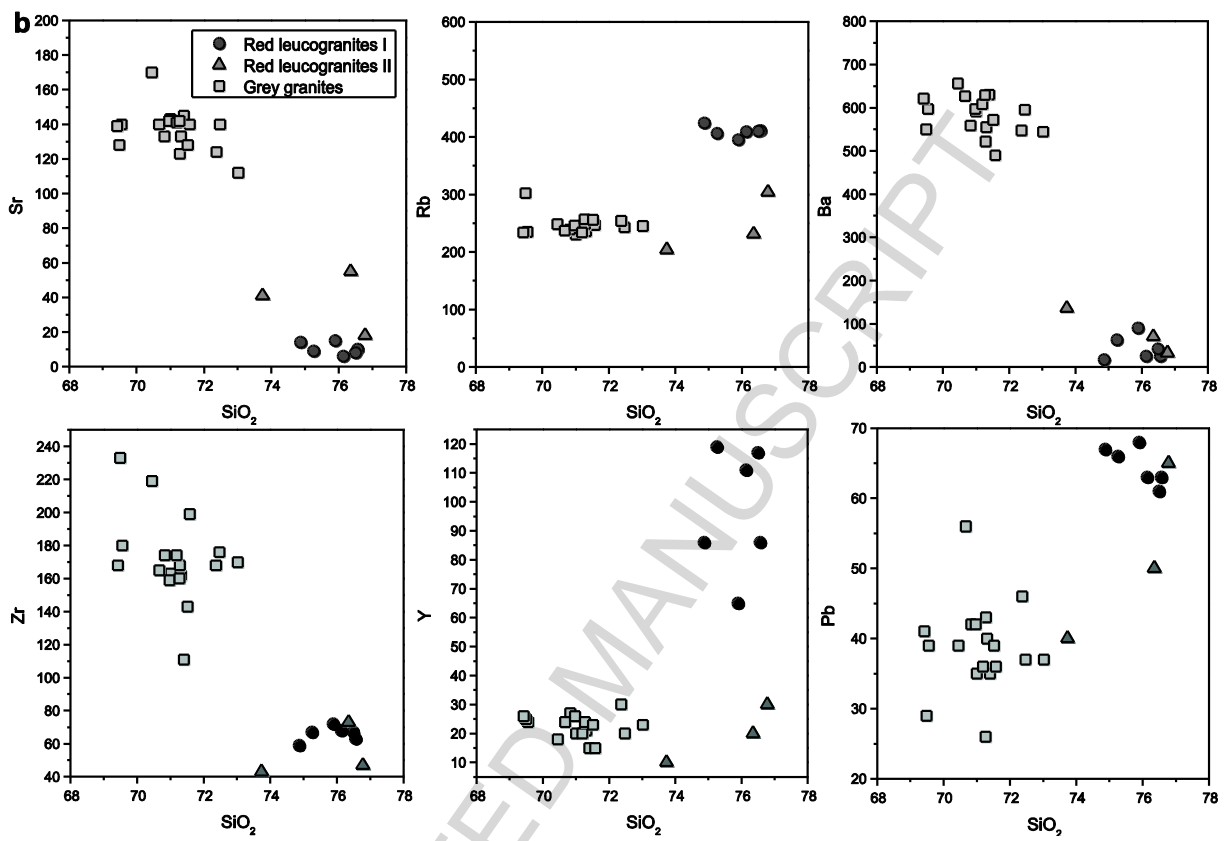 b
Red leucogranites I
Red leucogranites II
Grey granites
Sr
200
180
160
140
120
100
80
60
40
20
0
68 70 72 74 76 78
SiO₂
Rb
600
500
400
300
200
100
0
68 70 72 74 76 78
SiO₂
Ba
800
700
600
500
400
300
200
100
0
68 70 72 74 76 78
SiO₂
Zr
240
220
200
180
160
140
120
100
80
60
40
68 70 72 74 76 78
SiO₂
Y
120
110
100
90
80
70
60
50
40
30
20
10
68 70 72 74 76 78
SiO₂
Pb
70
60
50
40
30
20
68 70 72 74 76 78
SiO₂
TED MANUSCRIPT